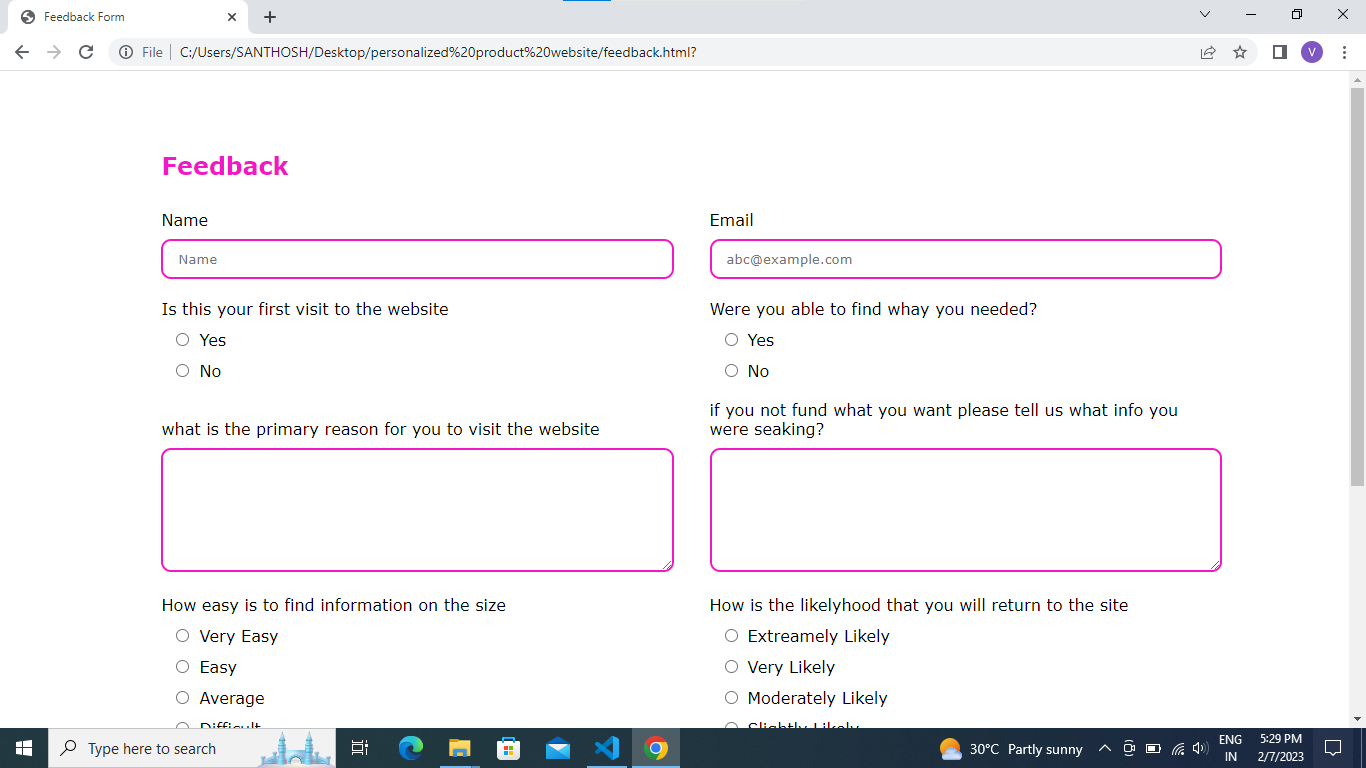 Feedback Form
File
C:/Users/SANTHOSH/Desktop/personalized%20product%20website/feedback.html?
V
Feedback
Name
Email
Name
abc@example.com
Is this your first visit to the website
Were you able to find whay you needed?
Yes
Yes
No
No
what is the primary reason for you to visit the website
if you not fund what you want please tell us what info you
were seaking?
How easy is to find information on the size
How is the likelyhood that you will return to the site
Very Easy
Extreamely Likely
Easy
Very Likely
Average
Moderately Likely
Difficult
Slightly Likely
Type here to search
30°C Partly sunny
ENG
IN
5:29 PM
2/7/2023